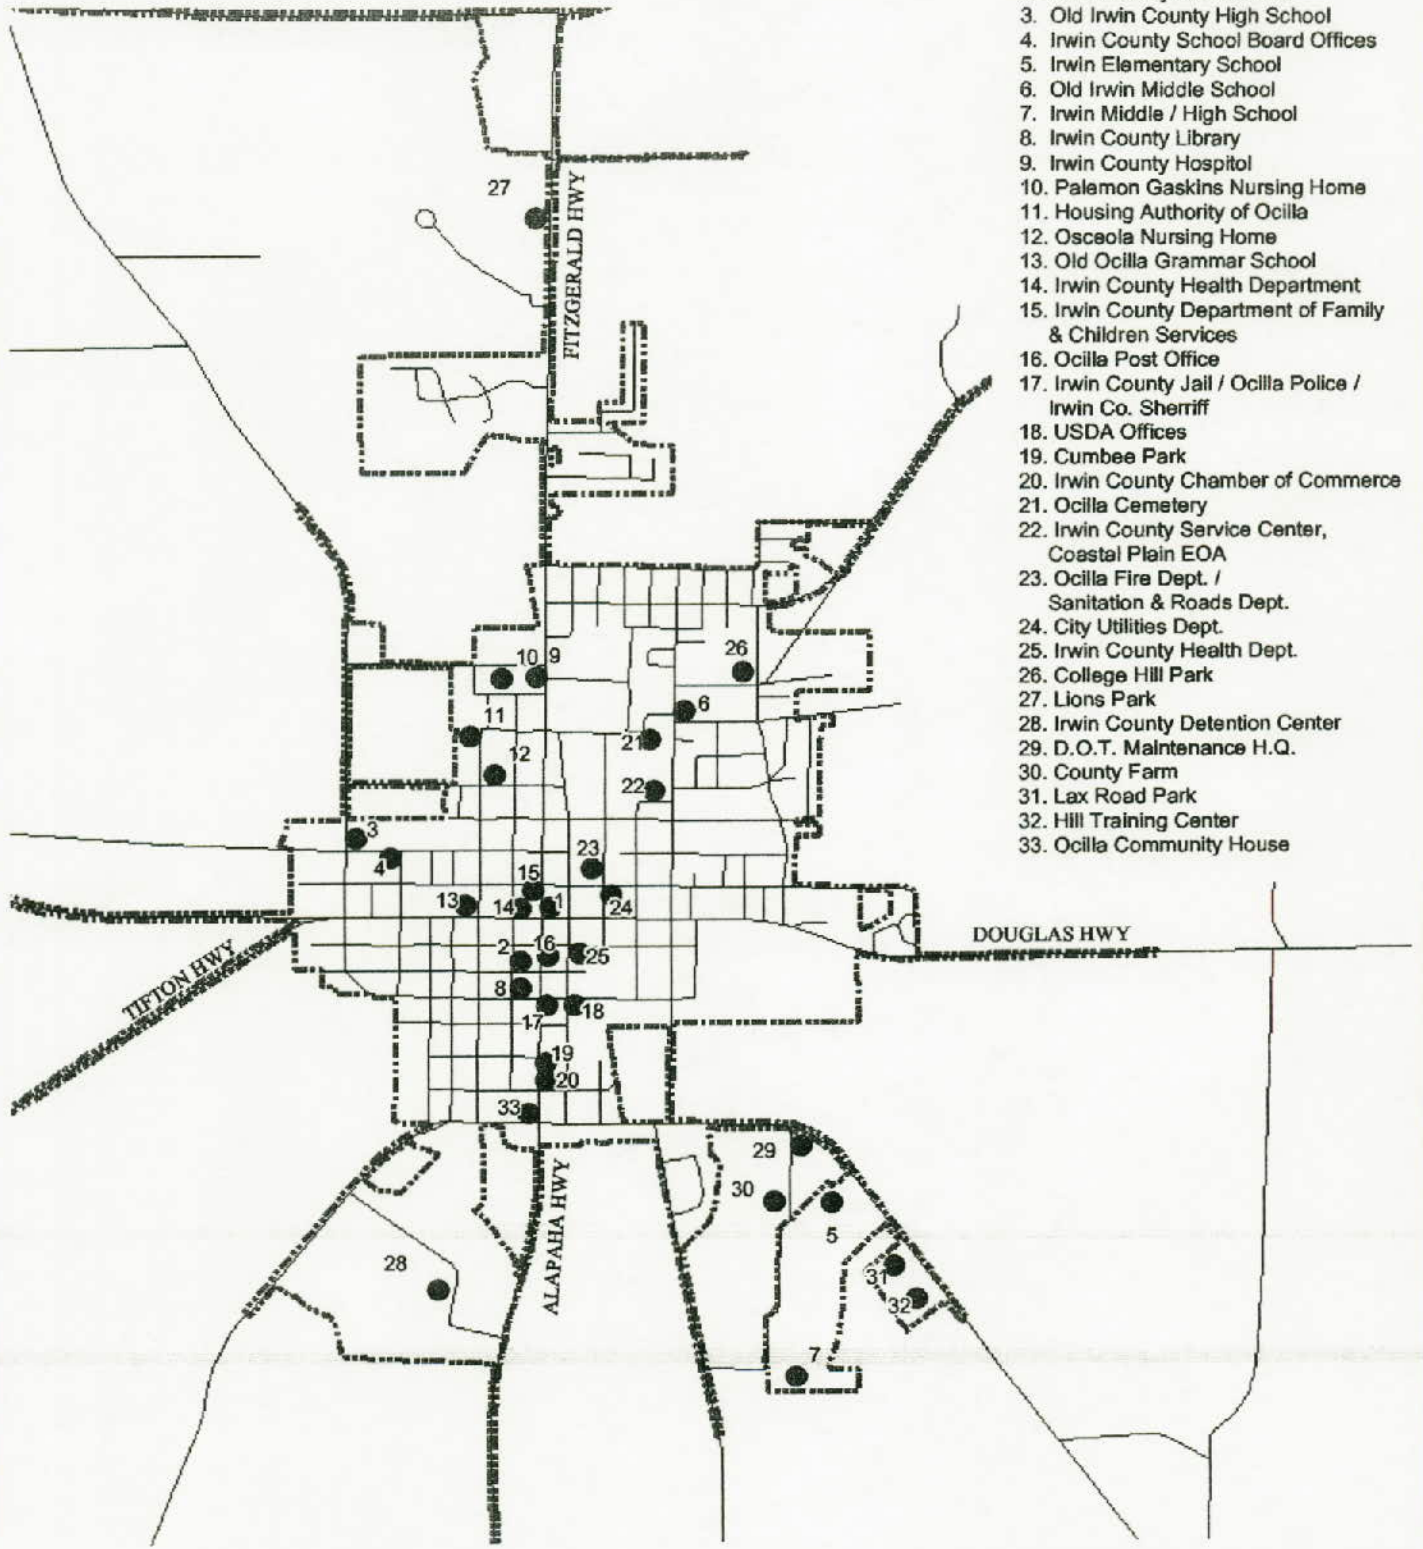 3. Old Irwin County High School
4. Irwin County School Board Offices
5. Irwin Elementary School
6. Old Irwin Middle School
7. Irwin Middle / High School
8. Irwin County Library
9. Irwin County Hospitol
10. Palemon Gaskins Nursing Home
11. Housing Authority of Ocilla
12. Osceola Nursing Home
13. Old Ocilla Grammar School
14. Irwin County Health Department
15. Irwin County Department of Family
& Children Services
16. Ocilla Post Office
17. Irwin County Jail / Ocilla Police /
Irwin Co. Sherriff
18. USDA Offices
19. Cumbee Park
20. Irwin County Chamber of Commerce
21. Ocilla Cemetery
22. Irwin County Service Center,
Coastal Plain EOA
23. Ocilla Fire Dept. /
Sanitation & Roads Dept.
24. City Utilities Dept.
25. Irwin County Health Dept.
26. College Hill Park
27. Lions Park
28. Irwin County Detention Center
29. D.O.T. Maintenance H.Q.
30. County Farm
31. Lax Road Park
32. Hill Training Center
33. Ocilla Community House
27
FITZGERALD HWY
10
9
26
6
11
21
12
22
3
4
23
15
13
14
1
24
DOUGLAS HWY
TIFTON HWY
2
16
25
8
17
18
19
20
33
29
30
5
ALAPAHA HWY
28
31
32
7